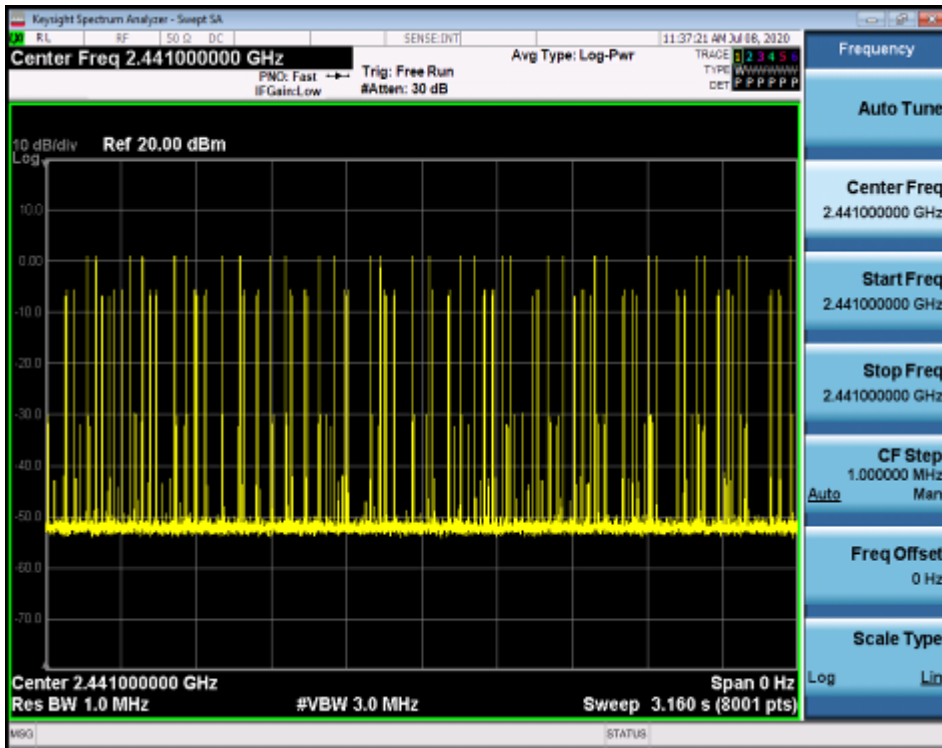 Keysight Spectrum Analyzer - Swept SA
RL RF 50 Ω DC SENSE:INT 11:37:21 AM Jul 08, 2020
Center Freq 2.441000000 GHz
Avg Type: Log-Pwr
TRACE 1 2 3 4 5 6
PNO: Fast
Trig: Free Run
TYPE WWWWWW
IFGain:Low
#Atten: 30 dB
DET P P P P P P
10 dB/div Ref 20.00 dBm
Log
10.0
0.00
-10.0
-20.0
-30.0
-40.0
-50.0
-60.0
-70.0
Center 2.441000000 GHz Span 0 Hz
Res BW 1.0 MHz #VBW 3.0 MHz Sweep 3.160 s (8001 pts)
MSG STATUS
Frequency
Auto Tune
Center Freq
2.441000000 GHz
Start Freq
2.441000000 GHz
Stop Freq
2.441000000 GHz
CF Step
1.000000 MHz
Auto Man
Freq Offset
0 Hz
Scale Type
Log Lin